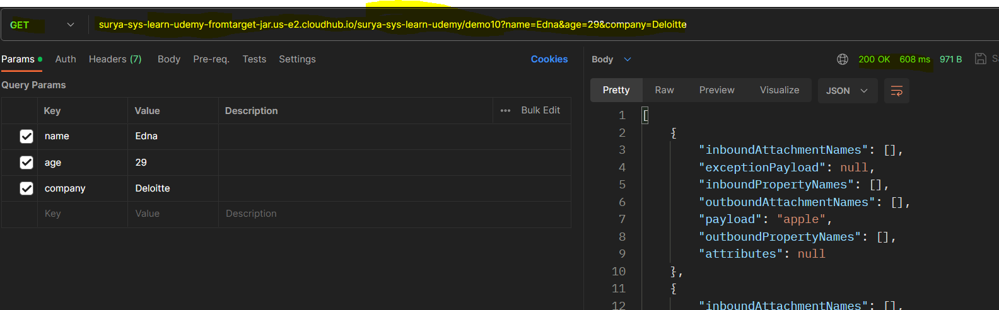 GET surya-sys-learn-udemy-fromtarget-jar.us-e2.cloudhub.io/surya-sys-learn-udemy/demo10?name=Edna&age=29&company=Deloitte
Params Auth Headers (7) Body Pre-req. Tests Settings Cookies
Query Params
Key Value Description Bulk Edit
name Edna
age 29
company Deloitte
Key Value Description
Body 200 OK 608 ms 971 B
Pretty Raw Preview Visualize JSON
1 [
2 {
3 "inboundAttachmentNames": [],
4 "exceptionPayload": null,
5 "inboundPropertyNames": [],
6 "outboundAttachmentNames": [],
7 "payload": "apple",
8 "outboundPropertyNames": [],
9 "attributes": null
10 },
11 {
12 "inboundAttachmentNames": [],